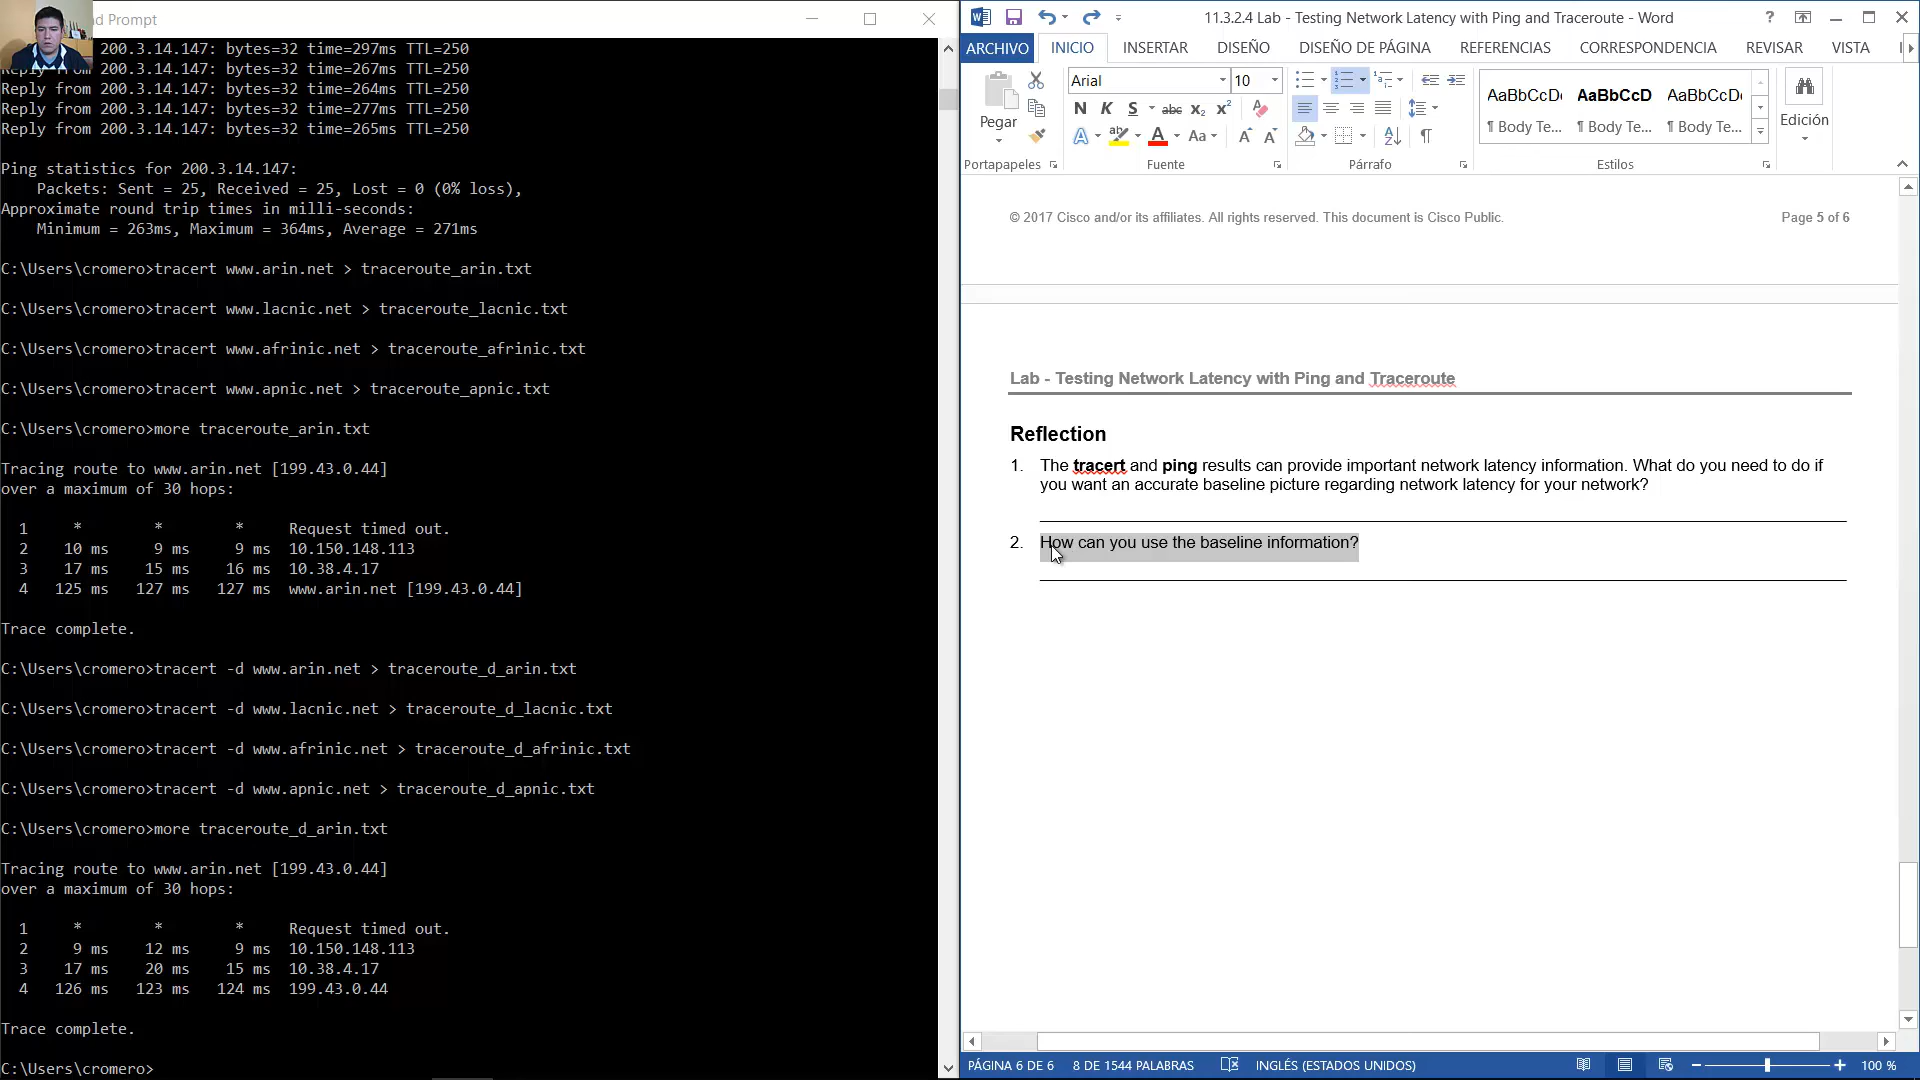 nd Prompt
200.3.14.147: bytes=32 time=297ms TTL=250
Reply from 200.3.14.147: bytes=32 time=267ms TTL=250
Reply from 200.3.14.147: bytes=32 time=264ms TTL=250
Reply from 200.3.14.147: bytes=32 time=277ms TTL=250
Reply from 200.3.14.147: bytes=32 time=265ms TTL=250
Ping statistics for 200.3.14.147:
Packets: Sent = 25, Received = 25, Lost = 0 (0% loss),
Approximate round trip times in milli-seconds:
Minimum = 263ms, Maximum = 364ms, Average = 271ms
C:\Users\cromero>tracert www.arin.net > traceroute_arin.txt
C:\Users\cromero>tracert www.lacnic.net > traceroute_lacnic.txt
C:\Users\cromero>tracert www.afrinic.net > traceroute_afrinic.txt
C:\Users\cromero>tracert www.apnic.net > traceroute_apnic.txt
C:\Users\cromero>more traceroute_arin.txt
Tracing route to www.arin.net [199.43.0.44]
over a maximum of 30 hops:
1 * * * Request timed out.
2 10 ms 9 ms 9 ms 10.150.148.113
3 17 ms 15 ms 16 ms 10.38.4.17
4 125 ms 127 ms 127 ms www.arin.net [199.43.0.44]
Trace complete.
C:\Users\cromero>tracert -d www.arin.net > traceroute_d_arin.txt
C:\Users\cromero>tracert -d www.lacnic.net > traceroute_d_lacnic.txt
C:\Users\cromero>tracert -d www.afrinic.net > traceroute_d_afrinic.txt
C:\Users\cromero>tracert -d www.apnic.net > traceroute_d_apnic.txt
C:\Users\cromero>more traceroute_d_arin.txt
Tracing route to www.arin.net [199.43.0.44]
over a maximum of 30 hops:
1 * * * Request timed out.
2 9 ms 12 ms 9 ms 10.150.148.113
3 17 ms 20 ms 15 ms 10.38.4.17
4 126 ms 123 ms 124 ms 199.43.0.44
Trace complete.
C:\Users\cromero>
11.3.2.4 Lab - Testing Network Latency with Ping and Traceroute - Word
ARCHIVO INICIO INSERTAR DISEÑO DISEÑO DE PÁGINA REFERENCIAS CORRESPONDENCIA REVISAR VISTA
Arial 10
Pegar
N K S abc x₂ x²
A ab A Aa A A
AaBbCcDc AaBbCcD AaBbCcDc
¶ Body Te... ¶ Body Te... ¶ Body Te...
Edición
Portapapeles Fuente Párrafo Estilos
© 2017 Cisco and/or its affiliates. All rights reserved. This document is Cisco Public. Page 5 of 6
Lab - Testing Network Latency with Ping and Traceroute
Reflection
1. The tracert and ping results can provide important network latency information. What do you need to do if
you want an accurate baseline picture regarding network latency for your network?
2. How can you use the baseline information?
PÁGINA 6 DE 6 8 DE 1544 PALABRAS INGLÉS (ESTADOS UNIDOS) 100 %